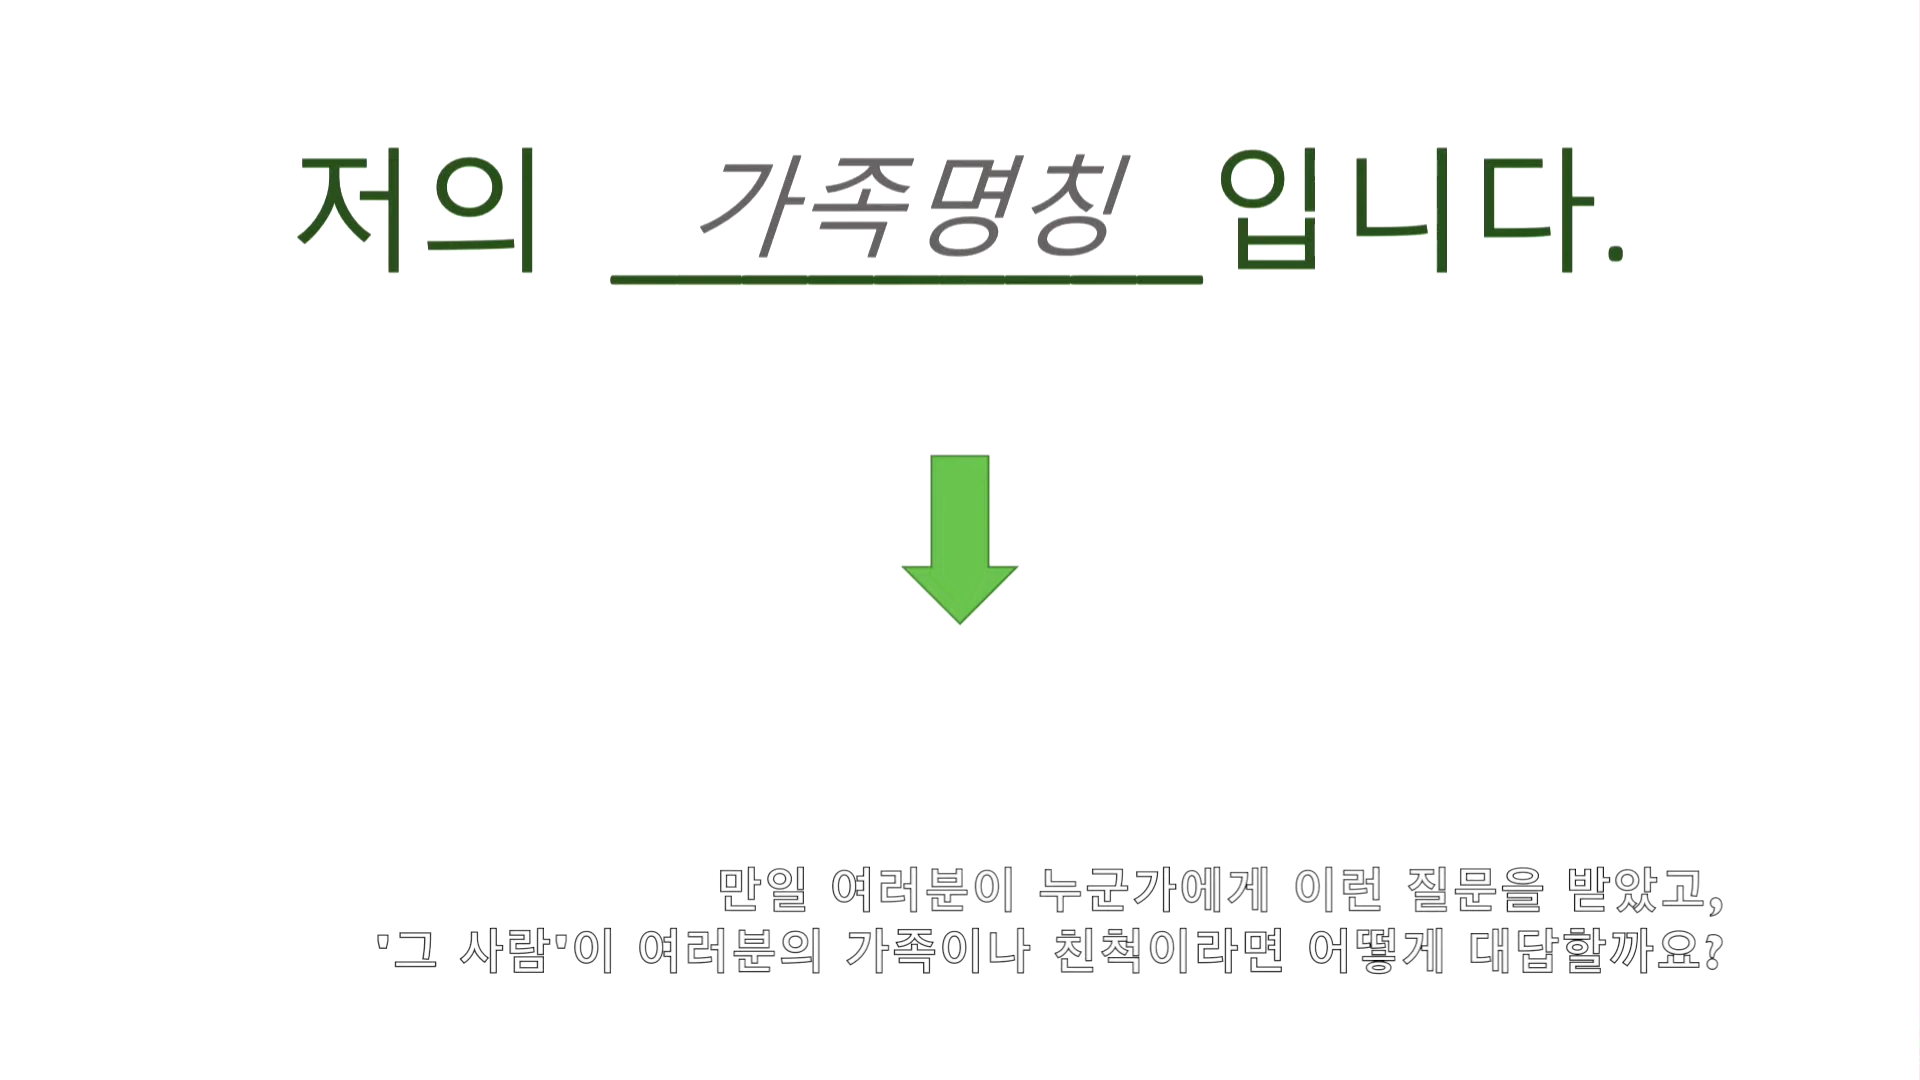 저의 가족명칭 입니다.
만일 여러분이 누군가에게 이런 질문을 받았고,
'그 사람'이 여러분의 가족이나 친척이라면 어떻게 대답할까요?